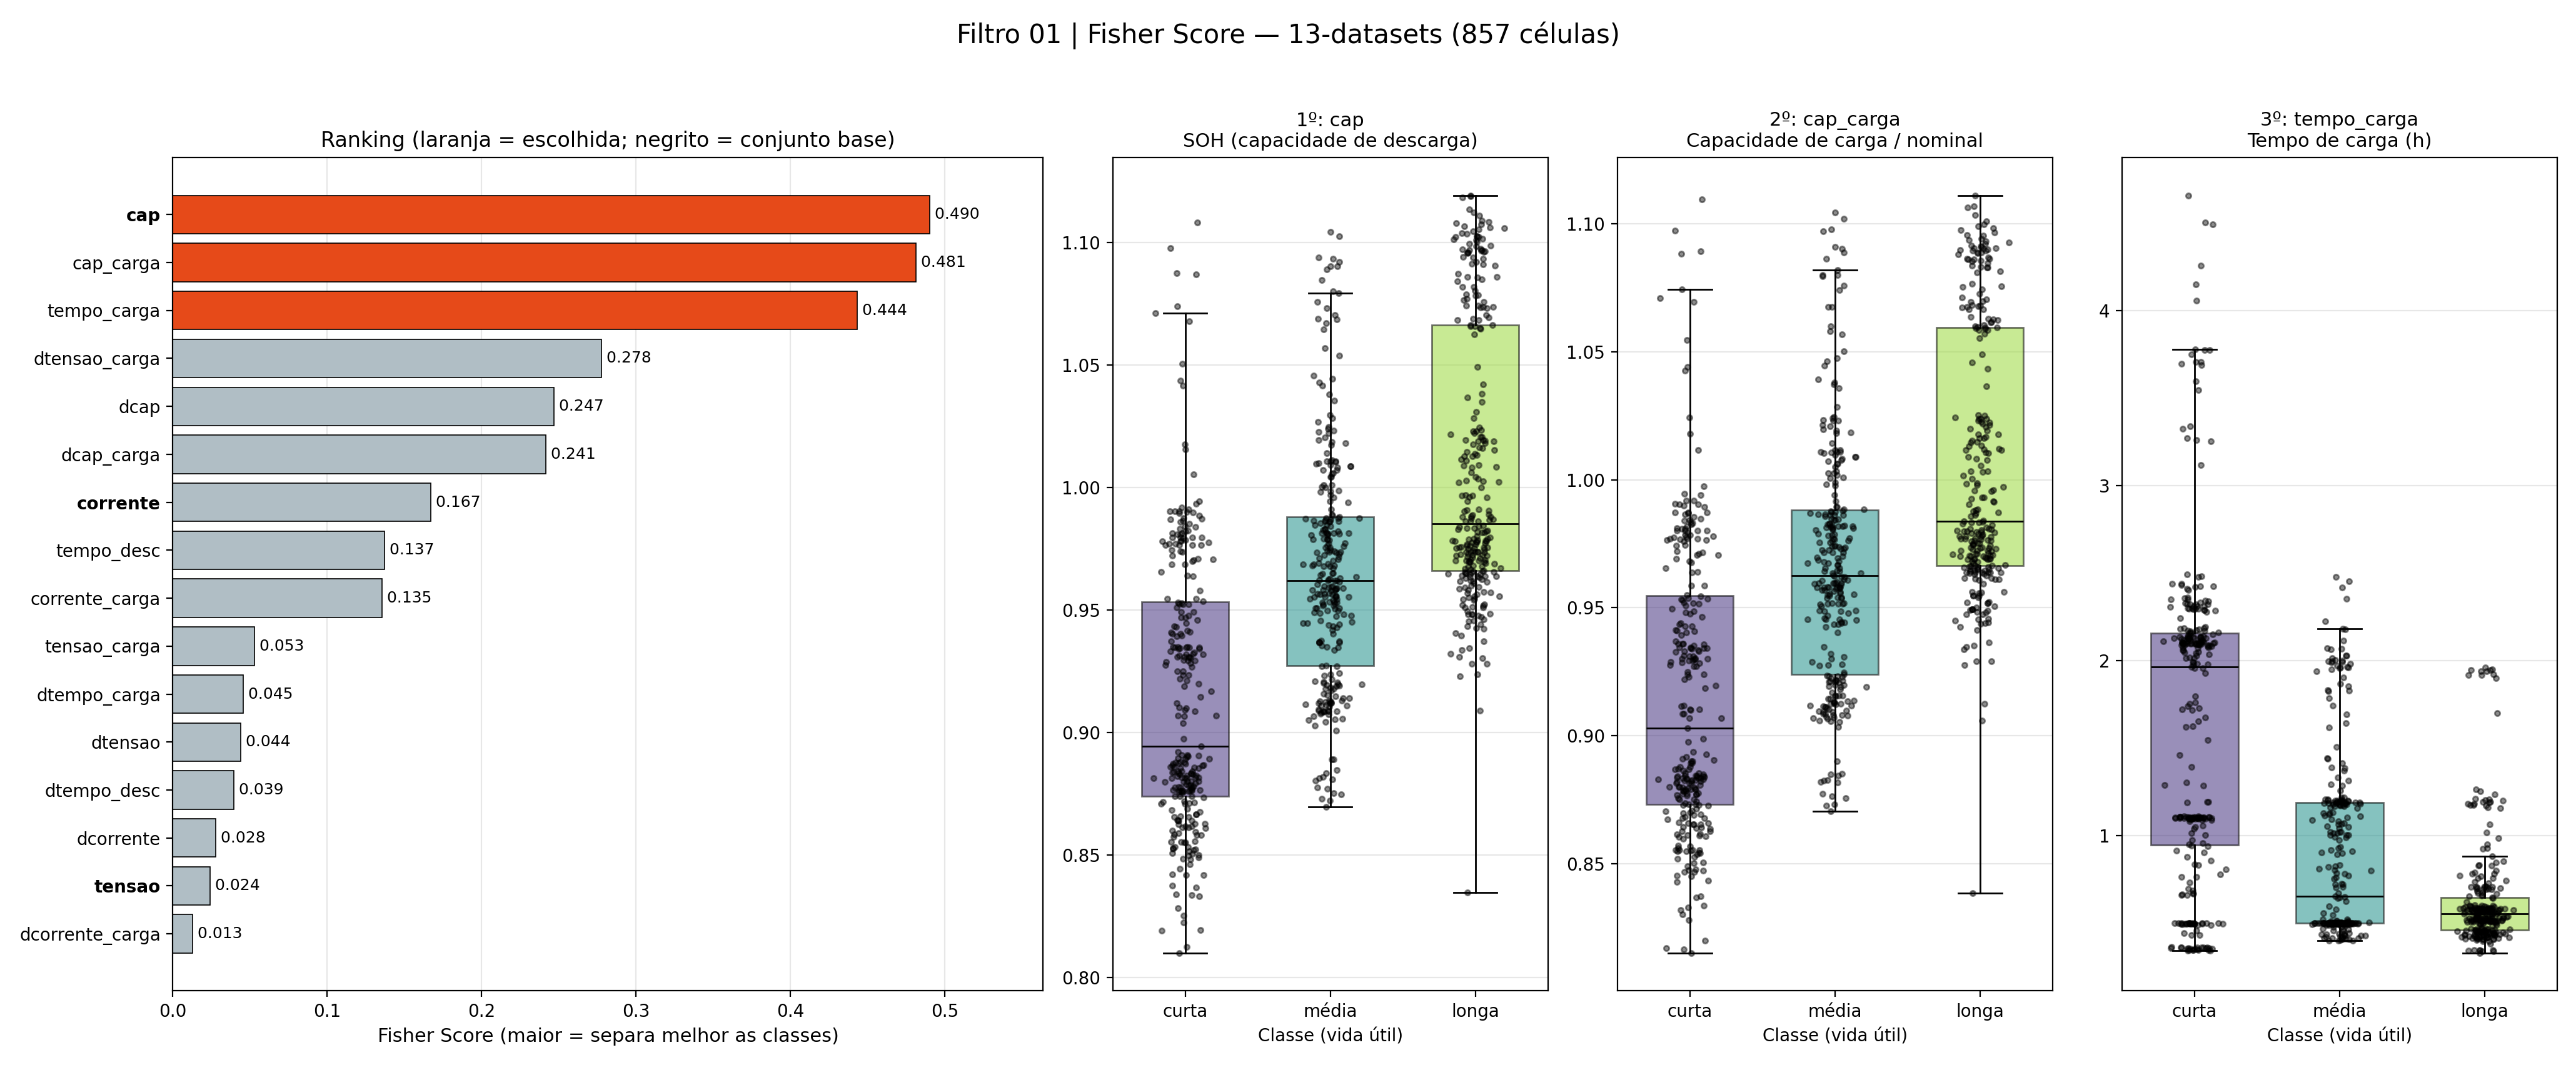 Filtro 01 | Fisher Score — 13-datasets (857 células)
Ranking (laranja = escolhida; negrito = conjunto base)
cap
0.490
cap_carga
0.481
tempo_carga
0.444
dtensao_carga
0.278
dcap
0.247
dcap_carga
0.241
corrente
0.167
tempo_desc
0.137
corrente_carga
0.135
tensao_carga
0.053
dtempo_carga
0.045
dtensao
0.044
dtempo_desc
0.039
dcorrente
0.028
tensao
0.024
dcorrente_carga
0.013
0.0 0.1 0.2 0.3 0.4 0.5
Fisher Score (maior = separa melhor as classes)
1º: cap
SOH (capacidade de descarga)
1.10
1.05
1.00
0.95
0.90
0.85
0.80
curta média longa
Classe (vida útil)
2º: cap_carga
Capacidade de carga / nominal
1.10
1.05
1.00
0.95
0.90
0.85
curta média longa
Classe (vida útil)
3º: tempo_carga
Tempo de carga (h)
4
3
2
1
curta média longa
Classe (vida útil)